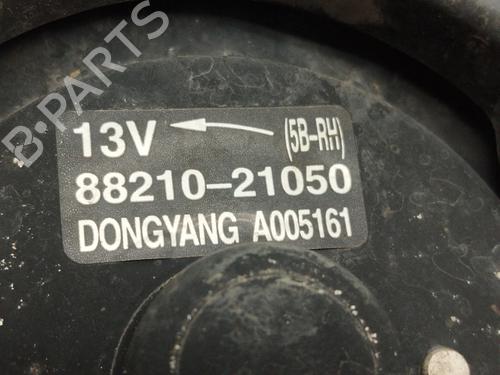 B-PARTS
13V (5B-RH)
88210-21050
DONGYANG A005161